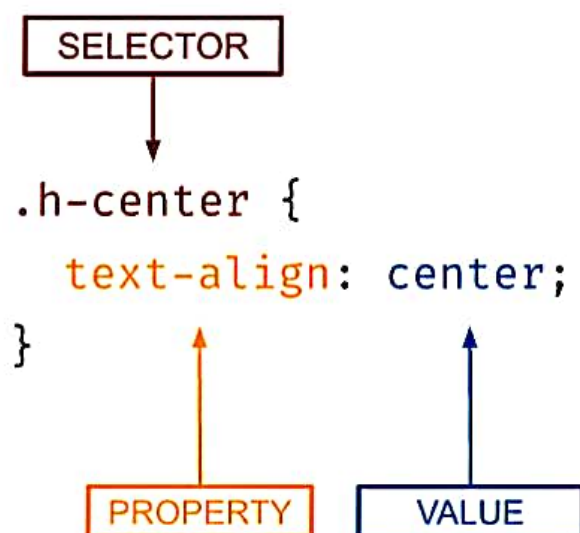 SELECTOR
.h-center {
text-align: center;
}
PROPERTY
VALUE